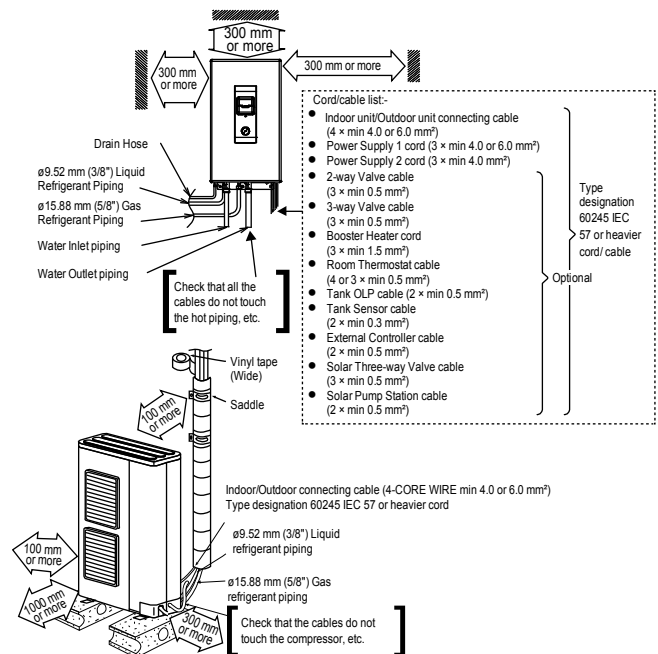 300 mm
or more
300 mm
or more
300 mm or more
Drain Hose
ø9.52 mm (3/8") Liquid
Refrigerant Piping
ø15.88 mm (5/8") Gas
Refrigerant Piping
Water Inlet piping
Water Outlet piping
Check that all the
cables do not touch
the hot piping, etc.
Cord/cable list:-
● Indoor unit/Outdoor unit connecting cable
(4 × min 4.0 or 6.0 mm²)
● Power Supply 1 cord (3 × min 4.0 or 6.0 mm²)
● Power Supply 2 cord (3 × min 4.0 mm²)
● 2-way Valve cable
(3 × min 0.5 mm²)
● 3-way Valve cable
(3 × min 0.5 mm²)
● Booster Heater cord
(3 × min 1.5 mm²)
● Room Thermostat cable
(4 or 3 × min 0.5 mm²)
● Tank OLP cable (2 × min 0.5 mm²)
● Tank Sensor cable
(2 × min 0.3 mm²)
● External Controller cable
(2 × min 0.5 mm²)
● Solar Three-way Valve cable
(3 × min 0.5 mm²)
● Solar Pump Station cable
(2 × min 0.5 mm²)
Optional
Type
designation
60245 IEC
57 or heavier
cord/ cable
Vinyl tape
(Wide)
Saddle
100 mm
or more
Indoor/Outdoor connecting cable (4-CORE WIRE min 4.0 or 6.0 mm²)
Type designation 60245 IEC 57 or heavier cord
ø9.52 mm (3/8") Liquid
refrigerant piping
ø15.88 mm (5/8") Gas
refrigerant piping
100 mm
or more
1000 mm
or more
300 mm
or more
Check that the cables do not
touch the compressor, etc.